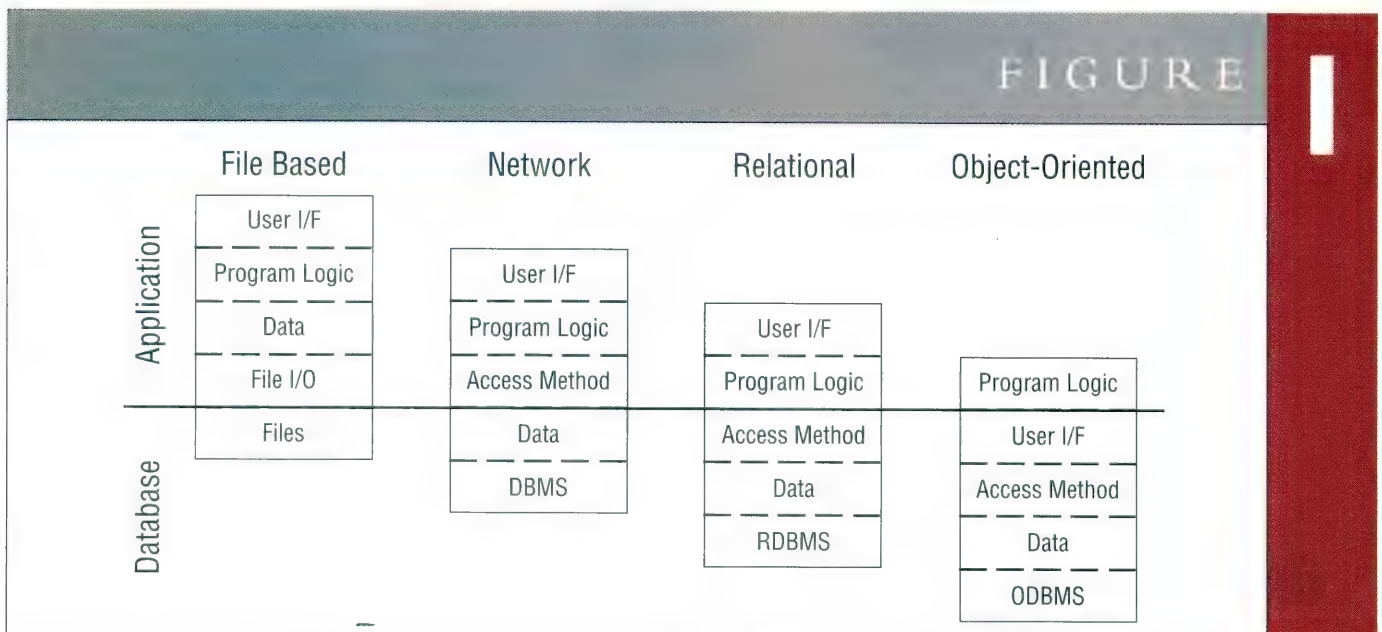 FIGURE 1
File Based
Network
Relational
Object-Oriented
Application
Database
User I/F
Program Logic
Data
File I/O
Files
User I/F
Program Logic
Access Method
Data
DBMS
User I/F
Program Logic
Access Method
Data
RDBMS
Program Logic
User I/F
Access Method
Data
ODBMS